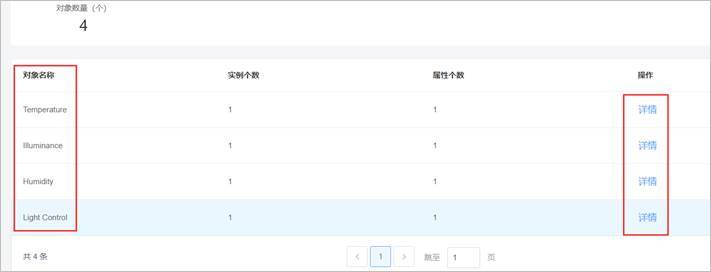 对象数量（个）
4
对象名称 实例个数 属性个数 操作
Temperature 1 1 详情
Illuminance 1 1 详情
Humidity 1 1 详情
Light Control 1 1 详情
共 4 条 < 1 > 跳至 1 页